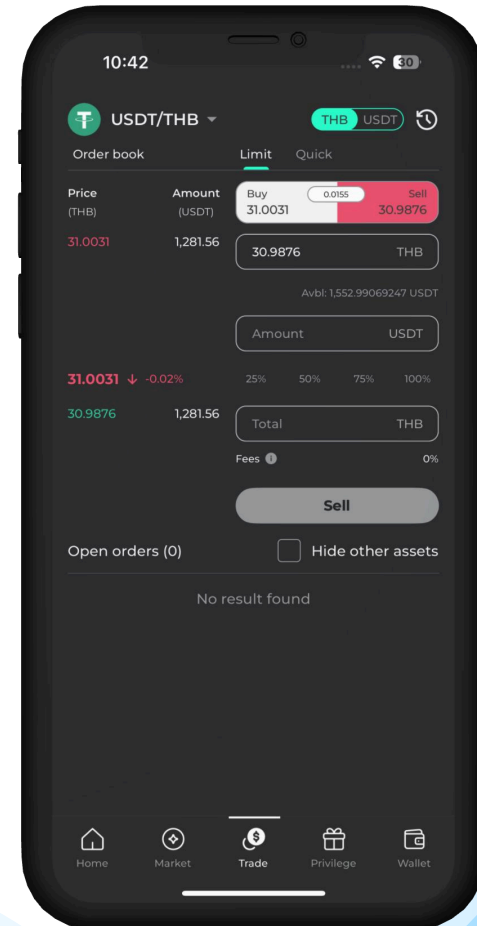 10:42
30
USDT/THB
THB USDT
Order book
Limit Quick
Price Amount
(THB) (USDT)
Buy 0.0155 Sell
31.0031 30.9876
31.0031 1,281.56
30.9876 THB
Avbl: 1,552.99069247 USDT
Amount USDT
31.0031 ↓ -0.02%
25% 50% 75% 100%
30.9876 1,281.56
Total THB
Fees 0%
Sell
Open orders (0) Hide other assets
No result found
Home Market Trade Privilege Wallet